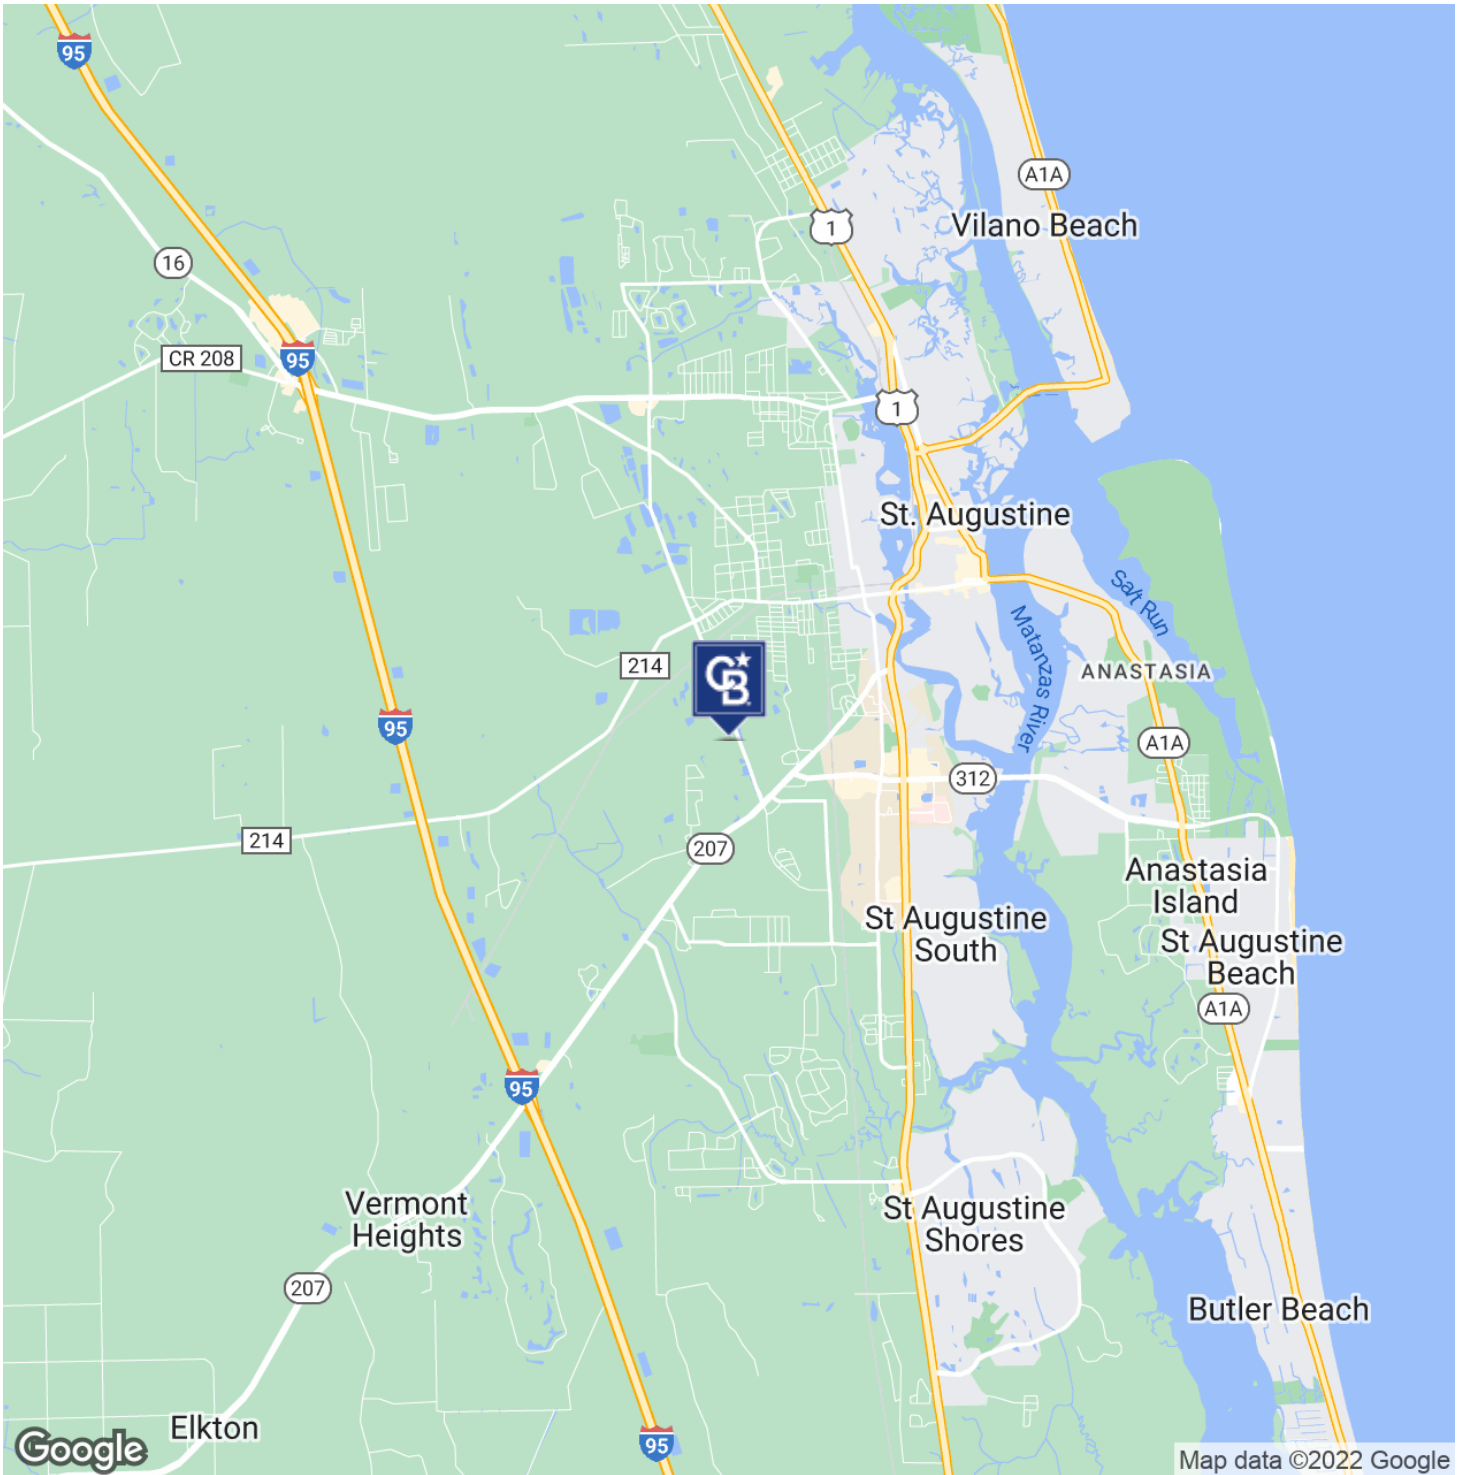 95
A1A
Vilano Beach
1
16
CR 208
95
1
St. Augustine
Salt Run
Matanzas River
214
ANASTASIA
CB
95
A1A
312
214
207
Anastasia
Island
St Augustine
South
St Augustine
Beach
A1A
95
Vermont
Heights
St Augustine
Shores
207
Butler Beach
Elkton
95
Google
Map data ©2022 Google